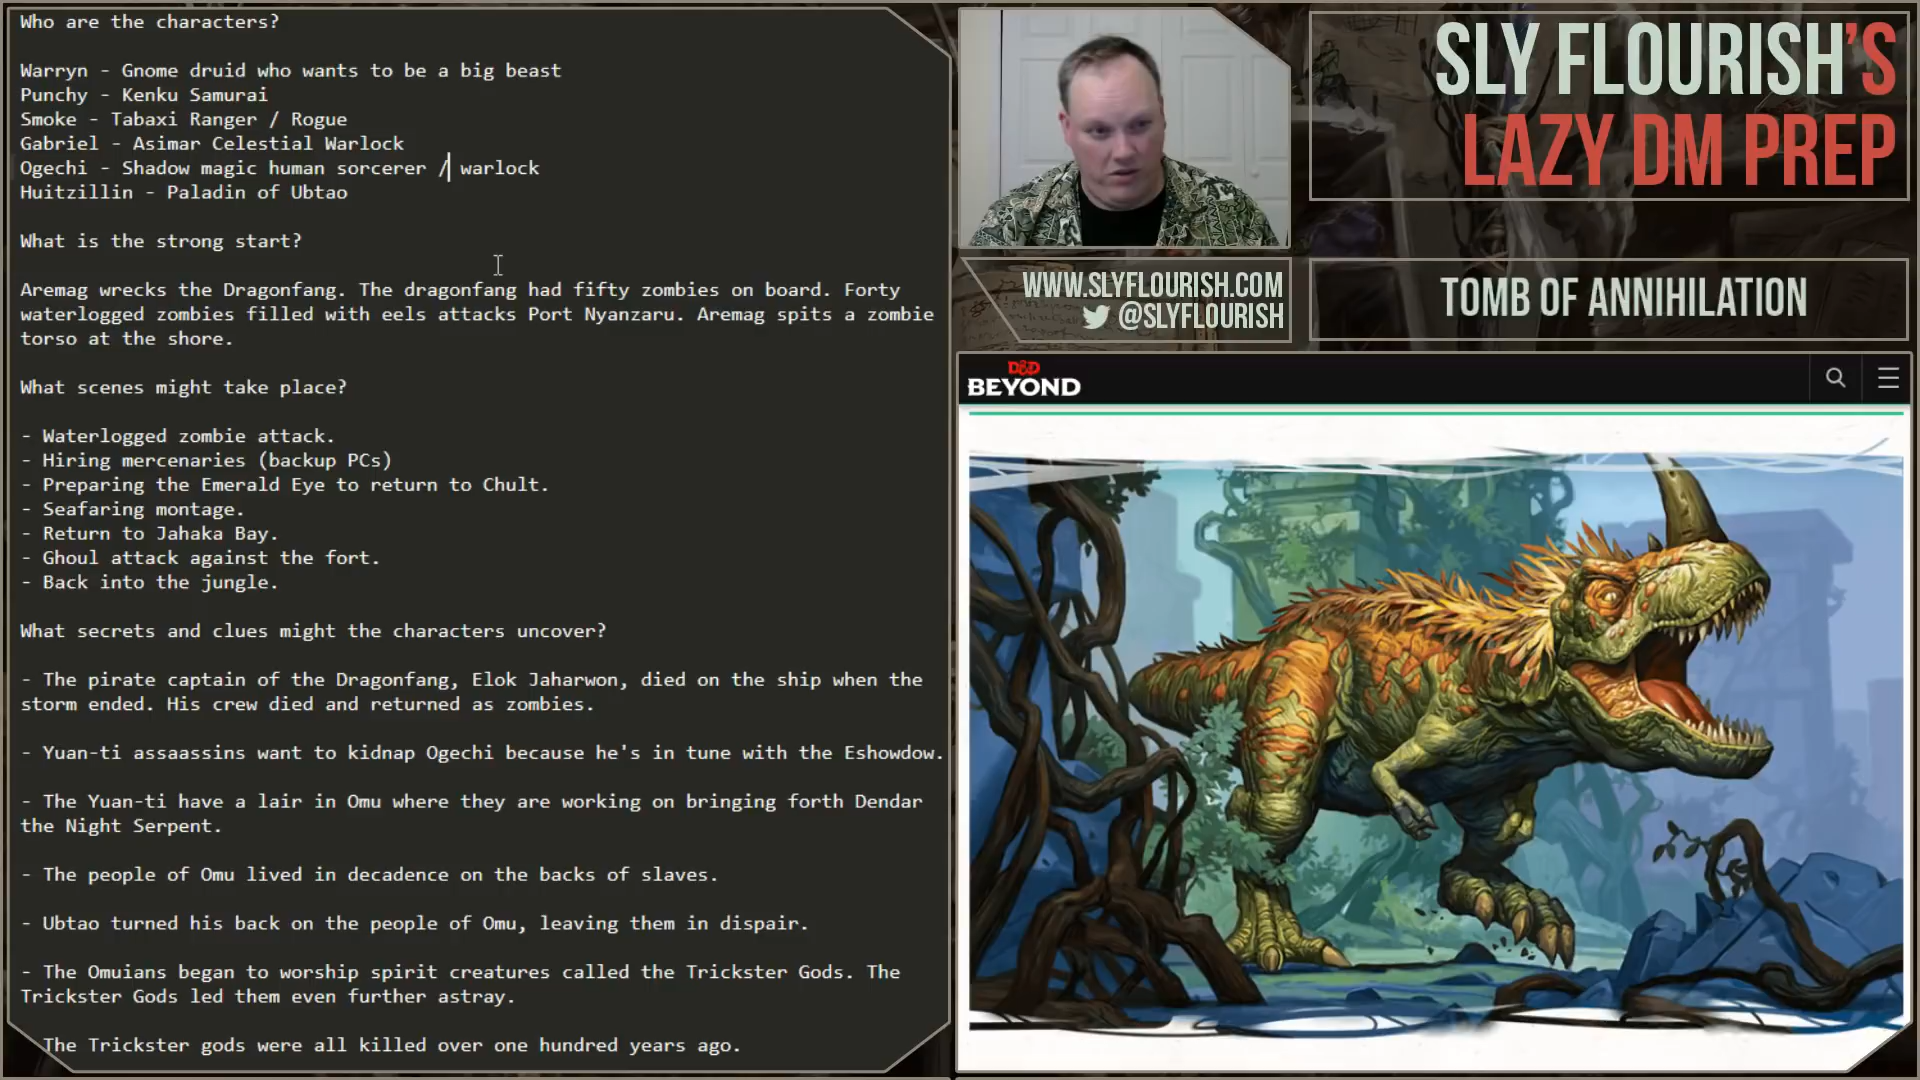 Who are the characters?
Warryn - Gnome druid who wants to be a big beast
Punchy - Kenku Samurai
Smoke - Tabaxi Ranger / Rogue
Gabriel - Asimar Celestial Warlock
Ogechi - Shadow magic human sorcerer / warlock
Huitzillin - Paladin of Ubtao
What is the strong start?
Aremag wrecks the Dragonfang. The dragonfang had fifty zombies on board. Forty
waterlogged zombies filled with eels attacks Port Nyanzaru. Aremag spits a zombie
torso at the shore.
What scenes might take place?
- Waterlogged zombie attack.
- Hiring mercenaries (backup PCs)
- Preparing the Emerald Eye to return to Chult.
- Seafaring montage.
- Return to Jahaka Bay.
- Ghoul attack against the fort.
- Back into the jungle.
What secrets and clues might the characters uncover?
- The pirate captain of the Dragonfang, Elok Jaharwon, died on the ship when the
storm ended. His crew died and returned as zombies.
- Yuan-ti assaassins want to kidnap Ogechi because he's in tune with the Eshowdow.
- The Yuan-ti have a lair in Omu where they are working on bringing forth Dendar
the Night Serpent.
- The people of Omu lived in decadence on the backs of slaves.
- Ubtao turned his back on the people of Omu, leaving them in dispair.
- The Omuians began to worship spirit creatures called the Trickster Gods. The
Trickster Gods led them even further astray.
The Trickster gods were all killed over one hundred years ago.
SLY FLOURISH'S
LAZY DM PREP
WWW.SLYFLOURISH.COM
@SLYFLOURISH
TOMB OF ANNIHILATION
D&D
BEYOND